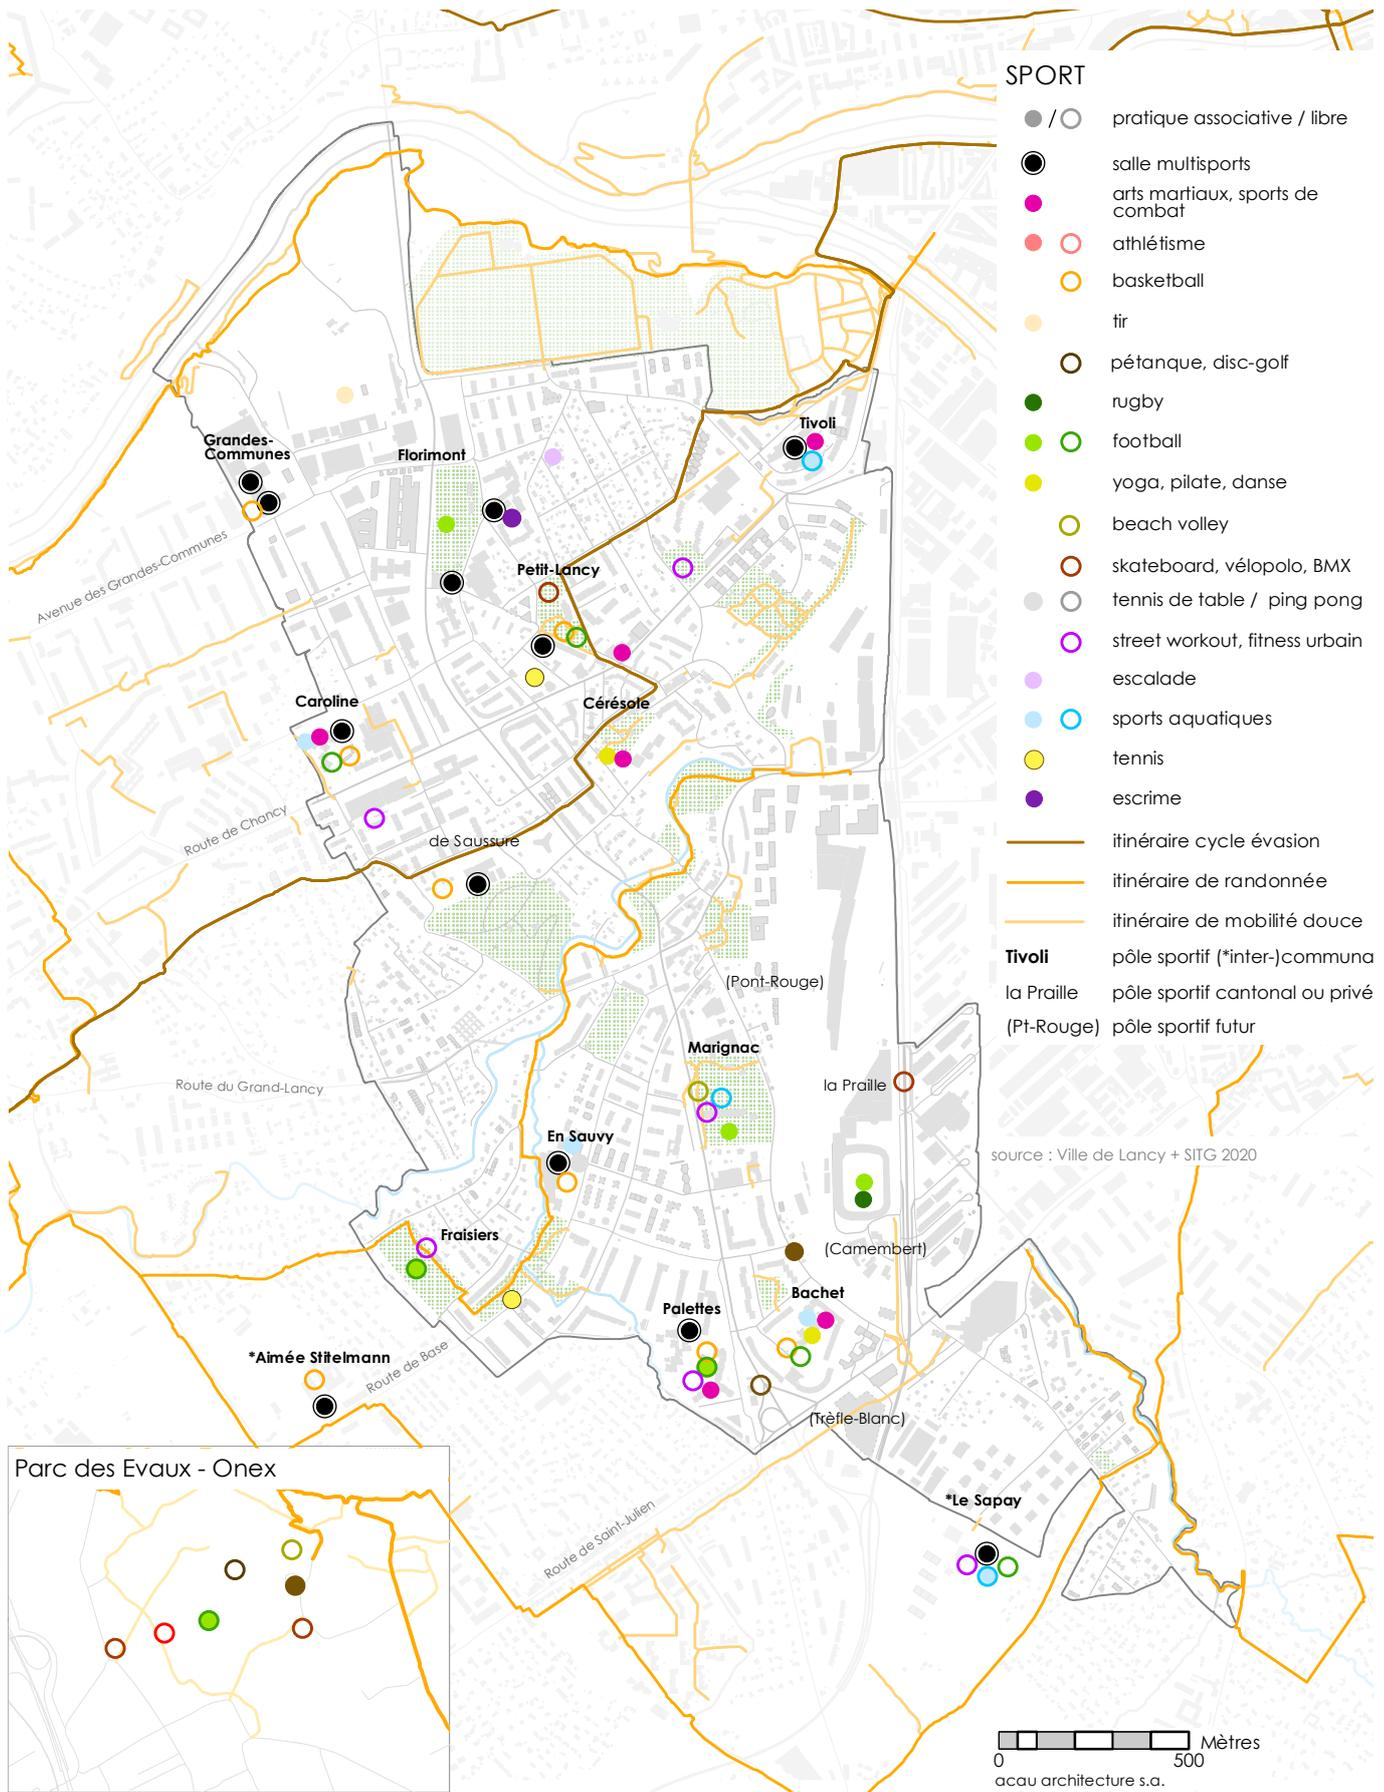 SPORT
/ pratique associative / libre
salle multisports
arts martiaux, sports de
combat
athlétisme
basketball
tir
pétanque, disc-golf
rugby
football
yoga, pilate, danse
beach volley
skateboard, vélopolo, BMX
tennis de table / ping pong
street workout, fitness urbain
escalade
sports aquatiques
tennis
escrime
itinéraire cycle évasion
itinéraire de randonnée
itinéraire de mobilité douce
Tivoli pôle sportif (*inter-)communa
la Praille pôle sportif cantonal ou privé
(Pt-Rouge) pôle sportif futur
Tivoli
Grandes-
Communes
Florimont
Avenue des Grandes-Communes
Petit-Lancy
Caroline
Cérésole
Route de Chancy
de Saussure
(Pont-Rouge)
Marignac
la Praille
Route du Grand-Lancy
En Sauvy
source : Ville de Lancy + SITG 2020
Fraisiers
(Camembert)
Bachet
Palettes
*Aimée Stitelmann
Route de Base
(Trèfle-Blanc)
Parc des Evaux - Onex
*Le Sapay
Route de Saint-Julien
Mètres
0 500
acau architecture s.a.